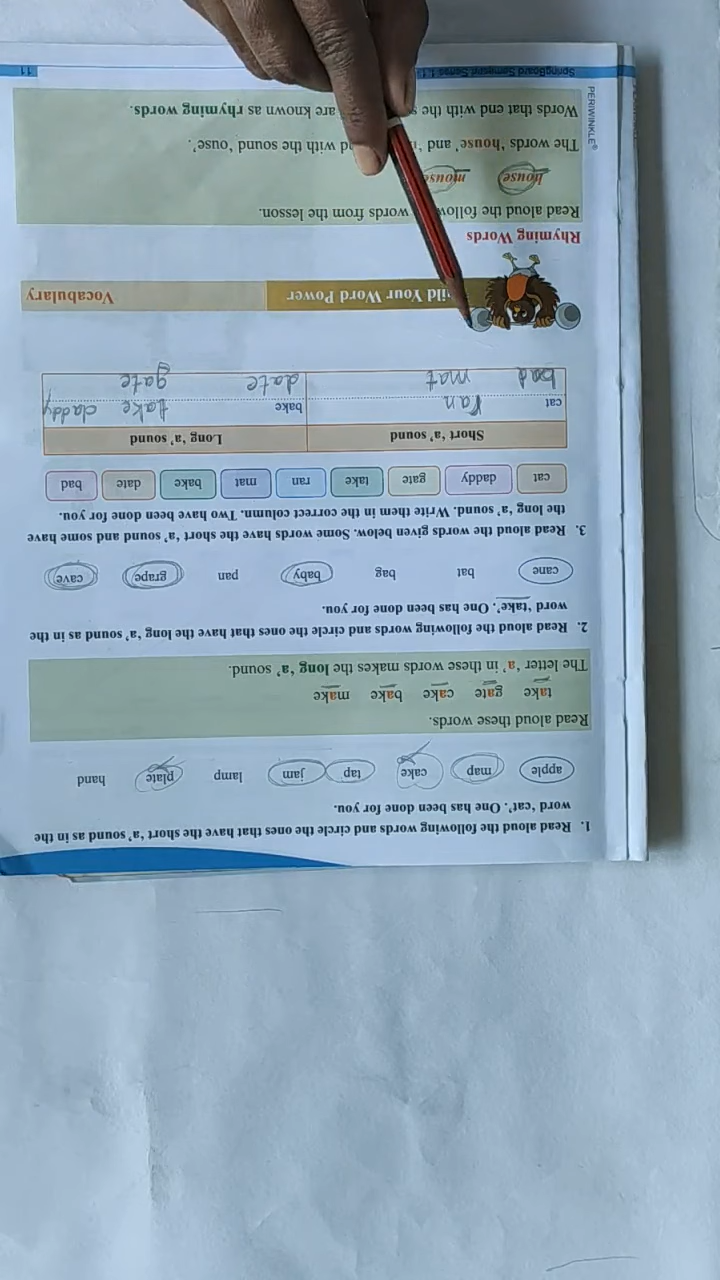 1. Read aloud the following words and circle the ones that have the short 'a' sound as in the
word 'cat'. One has been done for you.
apple map cake tap jam lamp plate hand
Read aloud these words.
take gate cake bake make
The letter 'a' in these words makes the long 'a' sound.
2. Read aloud the following words and circle the ones that have the long 'a' sound as in the
word 'take'. One has been done for you.
cane bat bag baby pan grape cave
3. Read aloud the words given below. Some words have the short 'a' sound and some have
the long 'a' sound. Write them in the correct column. Two have been done for you.
cat daddy gate take ran mat bake date bad
Short 'a' sound Long 'a' sound
cat ran bake take daddy
bad mat date gate
Word Power Vocabulary
Rhyming Words
Read aloud the words from the lesson.
house mouse
The words 'house' and with the sound 'ouse'.
Words that end with the are known as rhyming words.
PERIWINKLE®
SpringBoard Semester Series 11